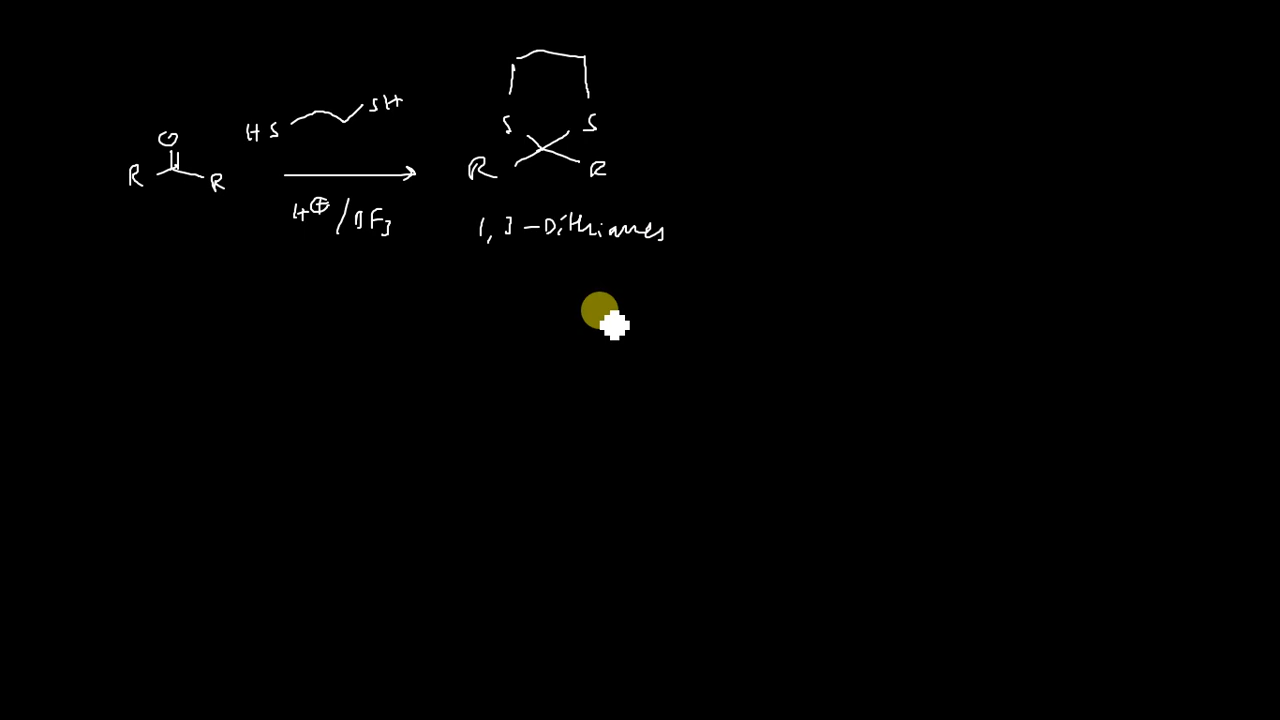 O
HS SH
R R
H⊕/BF3
S S
R R
1,3-Dithianes